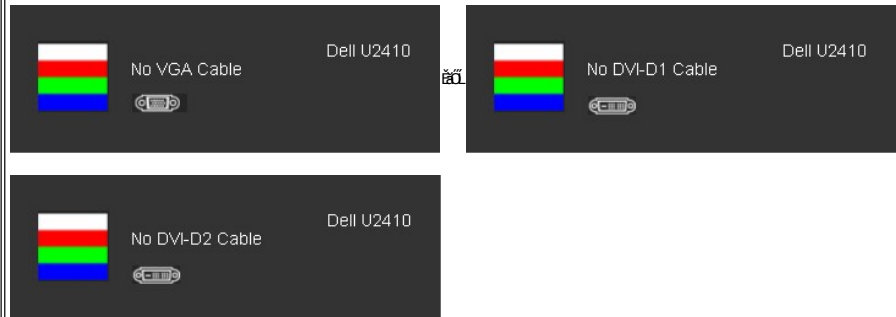 Dell U2410
No VGA Cable
Dell U2410
No DVI-D1 Cable
Dell U2410
No DVI-D2 Cable